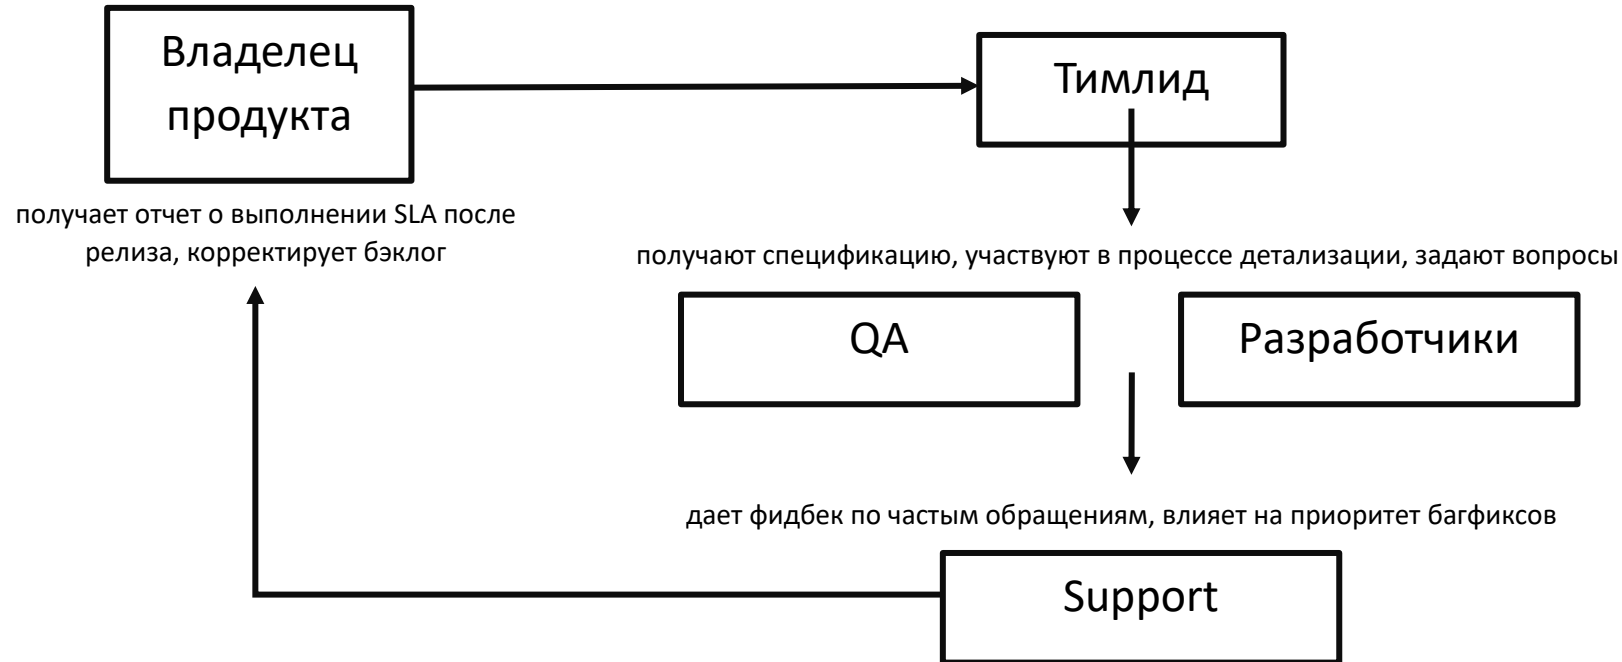 Владелец
продукта
Тимлид
получает отчет о выполнении SLA после
релиза, корректирует бэклог
получают спецификацию, участвуют в процессе детализации, задают вопросы
QA
Разработчики
дает фидбек по частым обращениям, влияет на приоритет багфиксов
Support